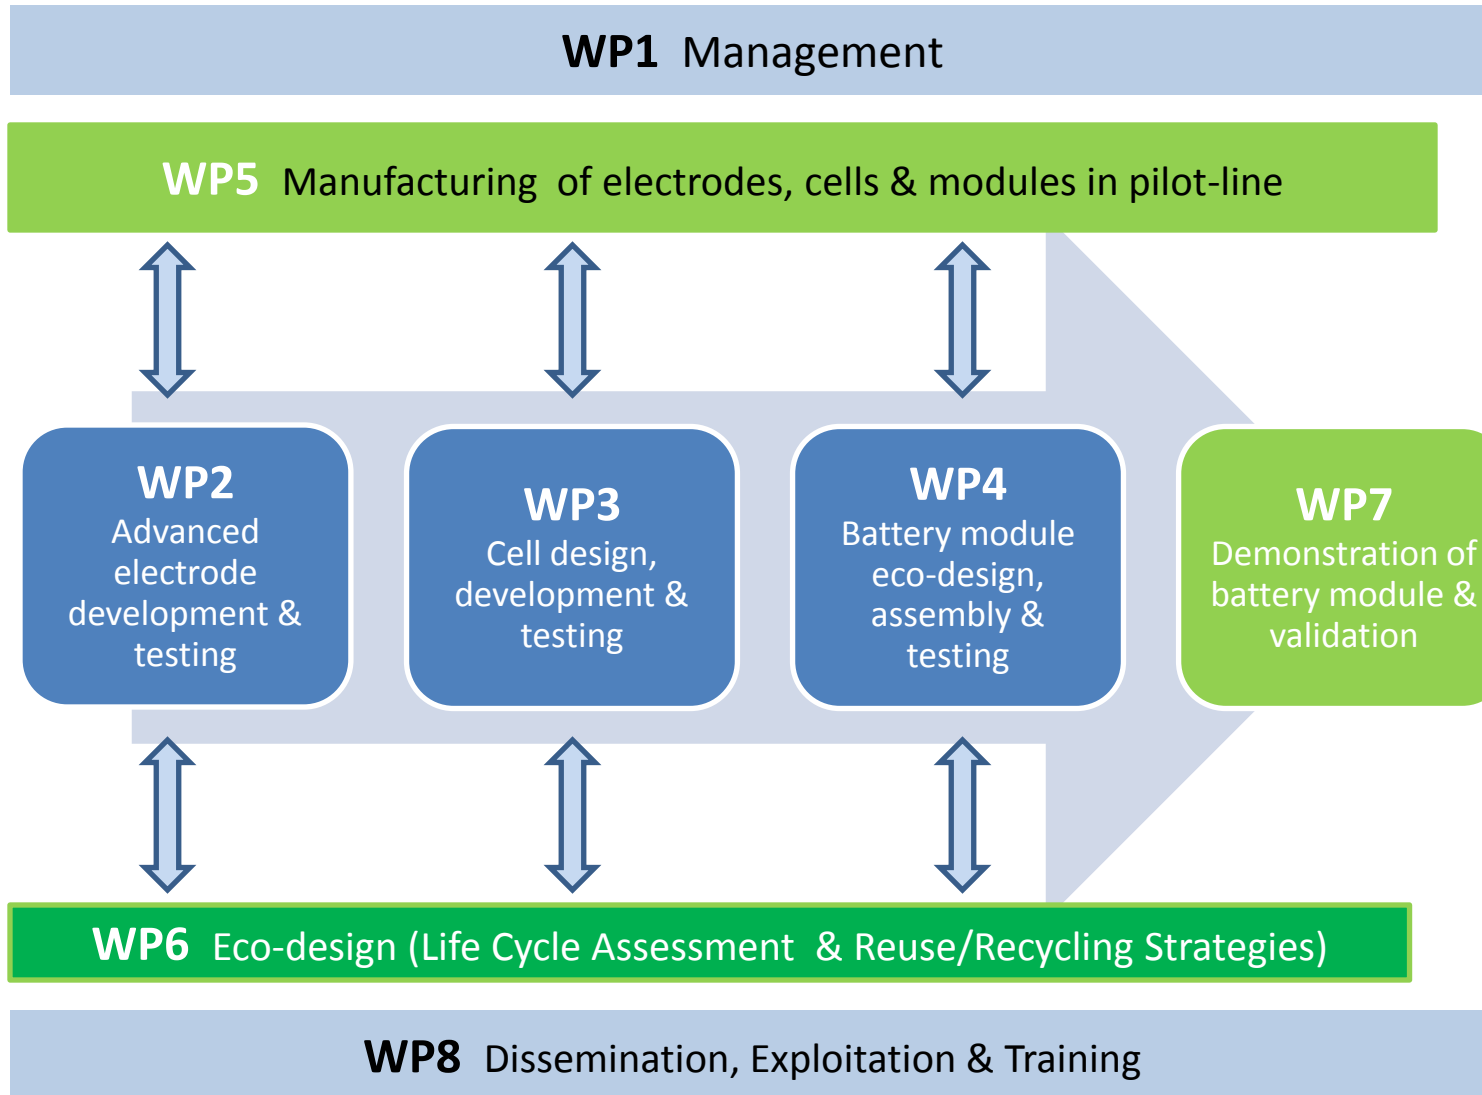 WP1 Management
WP5 Manufacturing of electrodes, cells & modules in pilot-line
WP2
Advanced
electrode
development &
testing
WP3
Cell design,
development &
testing
WP4
Battery module
eco-design,
assembly &
testing
WP7
Demonstration of
battery module &
validation
WP6 Eco-design (Life Cycle Assessment & Reuse/Recycling Strategies)
WP8 Dissemination, Exploitation & Training